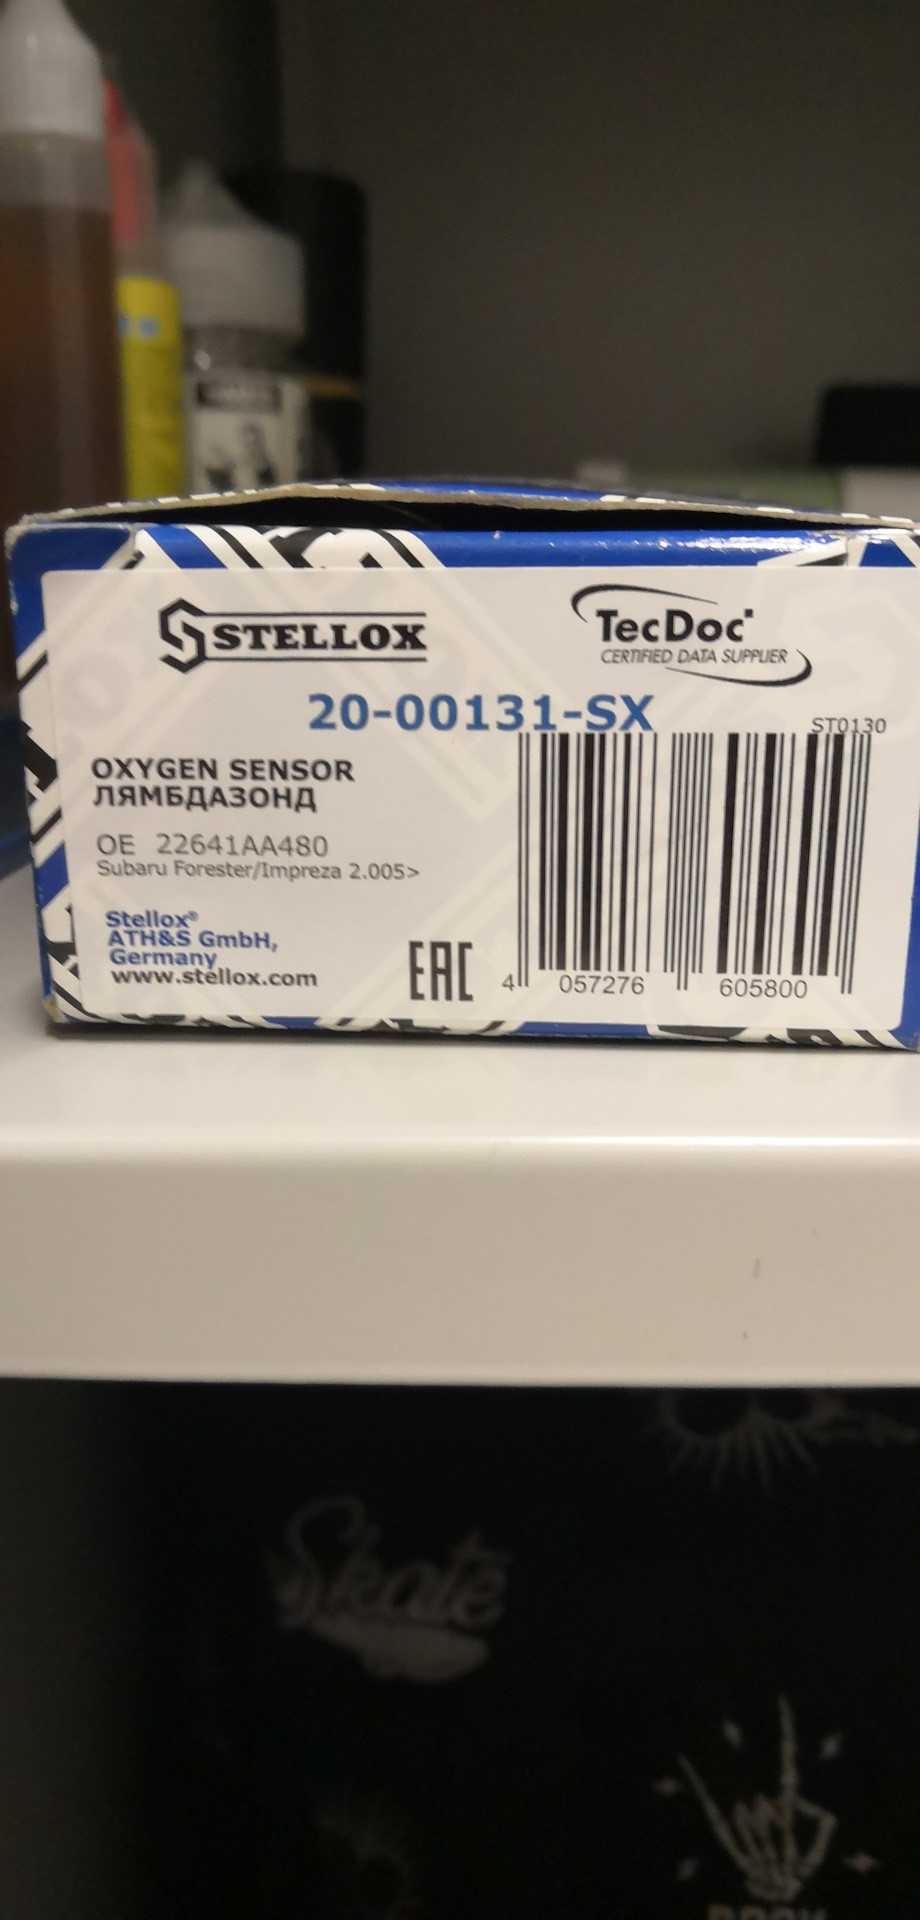 STELLOX
TecDoc
CERTIFIED DATA SUPPLIER
20-00131-SX
ST0130
OXYGEN SENSOR
ЛЯМБДАЗОНД
OE 22641AA480
Subaru Forester/Impreza 2.005>
Stellox®
ATH&S GmbH,
Germany
www.stellox.com
EAC
4 057276 605800
Skate